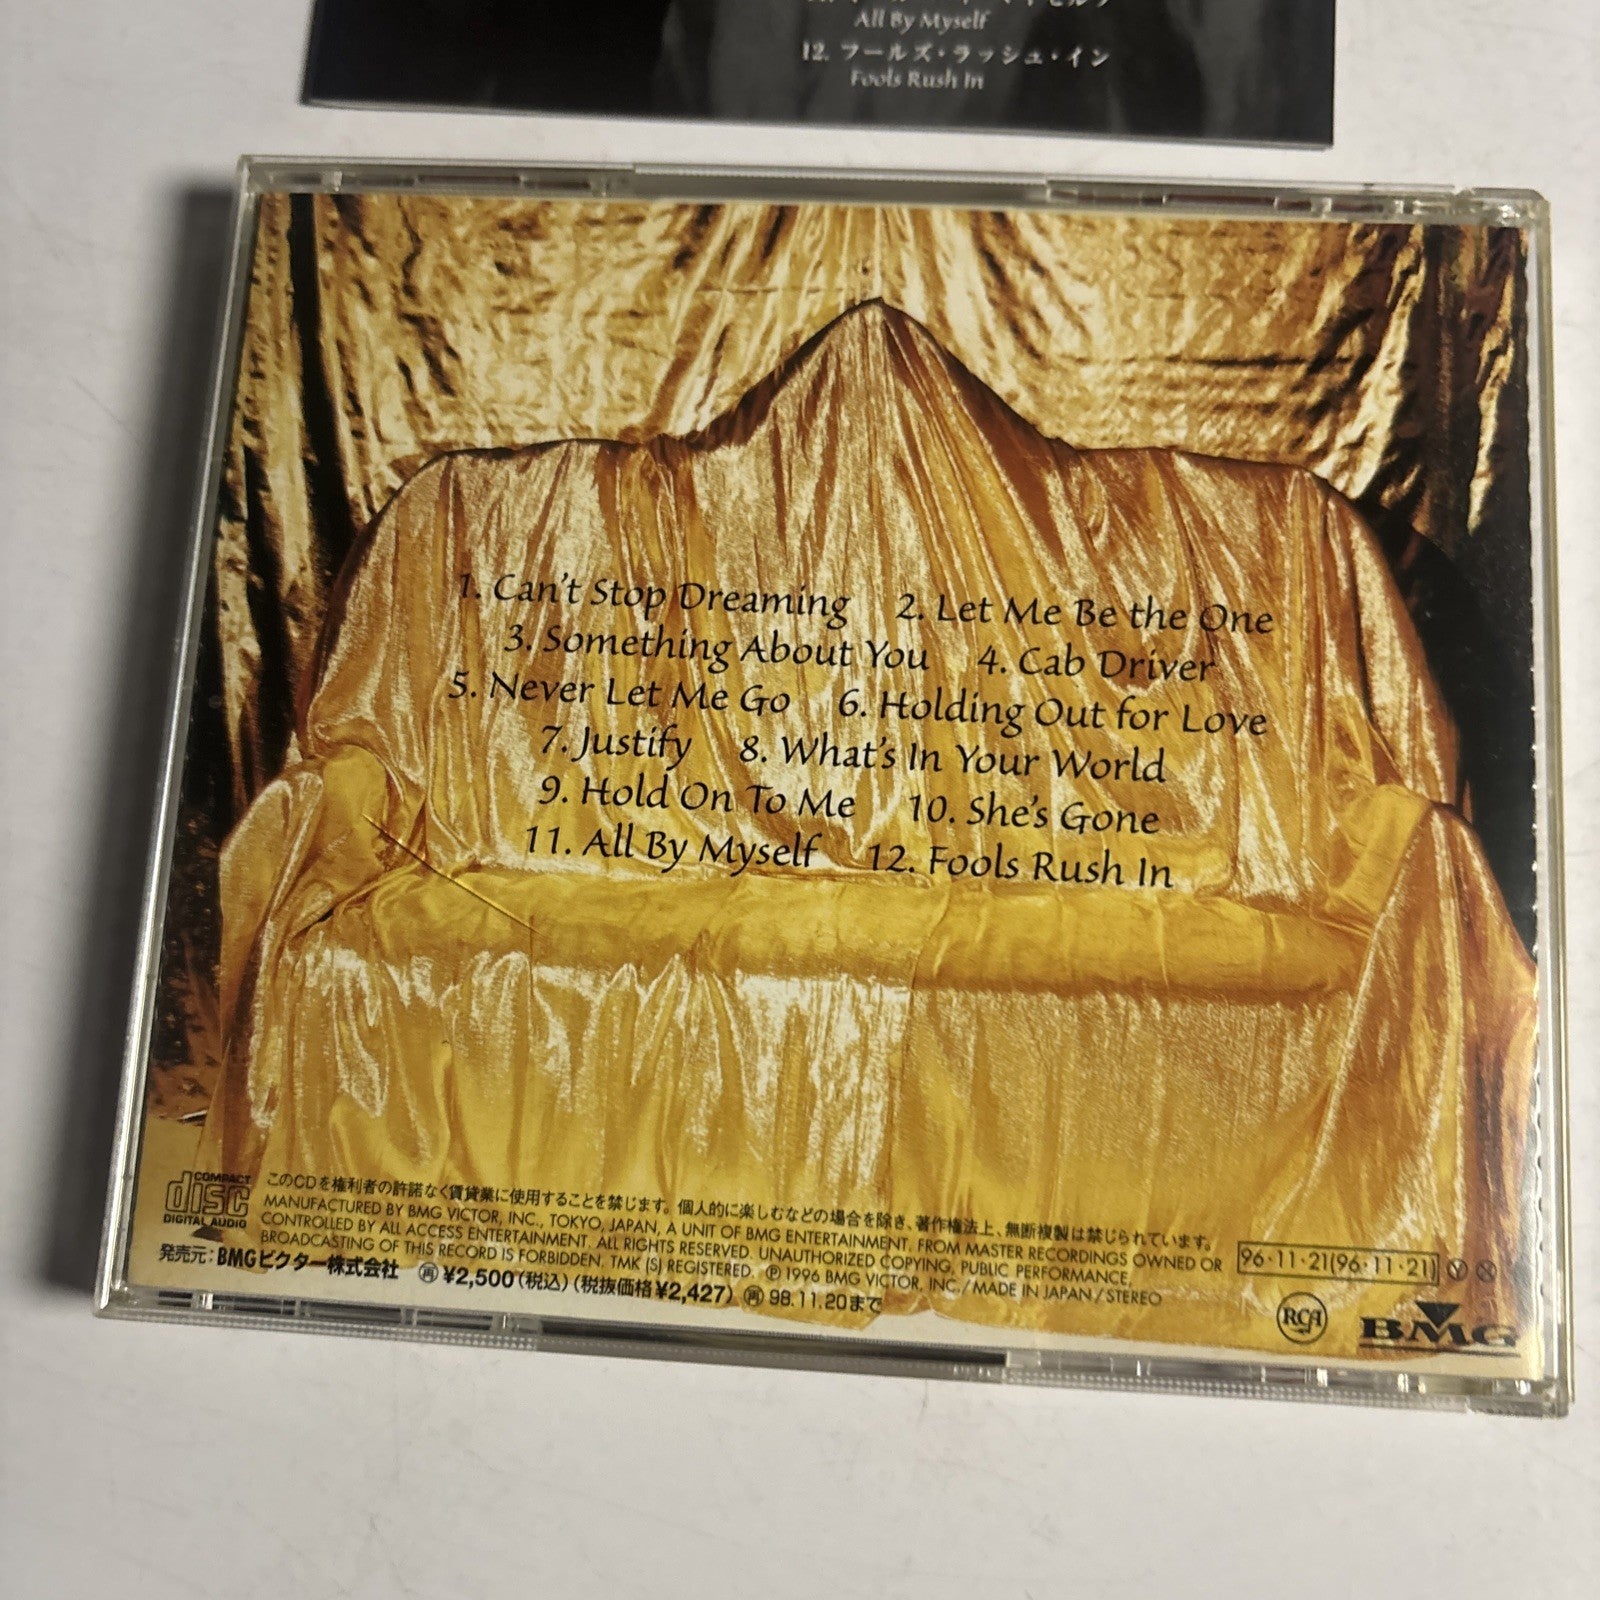 All By Myself
12. フールズ・ラッシュ・イン
Fools Rush In
1. Can't Stop Dreaming 2. Let Me Be the One
3. Something About You 4. Cab Driver
5. Never Let Me Go 6. Holding Out for Love
7. Justify 8. What's In Your World
9. Hold On To Me 10. She's Gone
11. All By Myself 12. Fools Rush In
COMPACT
disc
DIGITAL AUDIO
このCDを権利者の許諾なく賃貸業に使用することを禁じます。個人的に楽しむなどの場合を除き、著作権法上、無断複製は禁じられています。
MANUFACTURED BY BMG VICTOR, INC., TOKYO, JAPAN, A UNIT OF BMG ENTERTAINMENT, FROM MASTER RECORDINGS OWNED OR
CONTROLLED BY ALL ACCESS ENTERTAINMENT. ALL RIGHTS RESERVED. UNAUTHORIZED COPYING, PUBLIC PERFORMANCE,
BROADCASTING OF THIS RECORD IS FORBIDDEN. TMK (S) REGISTERED. Ⓟ 1996 BMG VICTOR, INC./MADE IN JAPAN/STEREO
発売元:BMGビクター株式会社 ㊢¥2,500(税込)(税抜価格¥2,427) ㊢98.11.20まで
96・11・21(96・11・21) Ⓨ Ⓧ
RCA
BMG